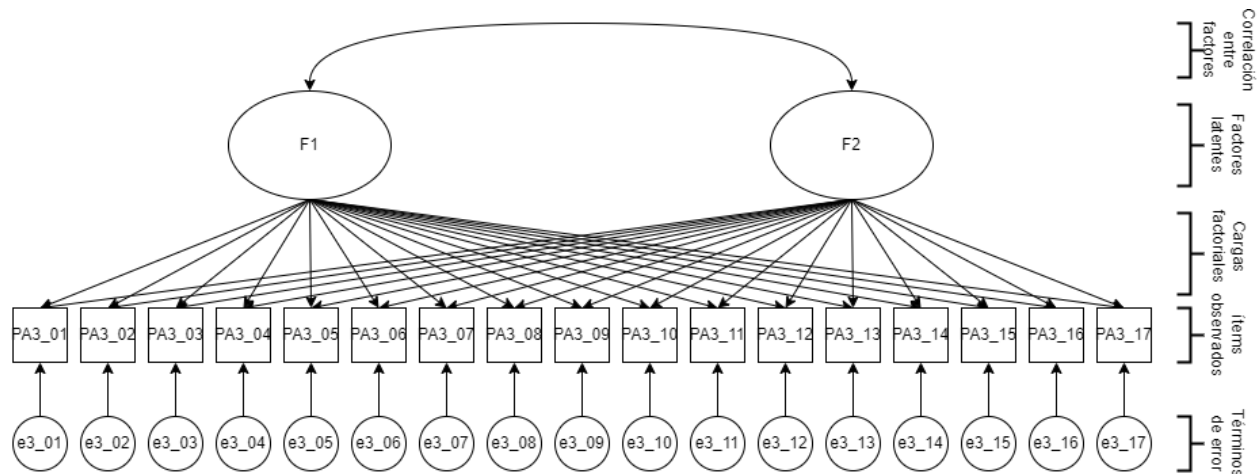 Correlación
entre
factores
F1
F2
Factores
latentes
Cargas
factoriales
PA3_01 PA3_02 PA3_03 PA3_04 PA3_05 PA3_06 PA3_07 PA3_08 PA3_09 PA3_10 PA3_11 PA3_12 PA3_13 PA3_14 PA3_15 PA3_16 PA3_17
ítems
obsenrados
e3_01 e3_02 e3_03 e3_04 e3_05 e3_06 e3_07 e3_08 e3_09 e3_10 e3_11 e3_12 e3_13 e3_14 e3_15 e3_16 e3_17
Términos
de error